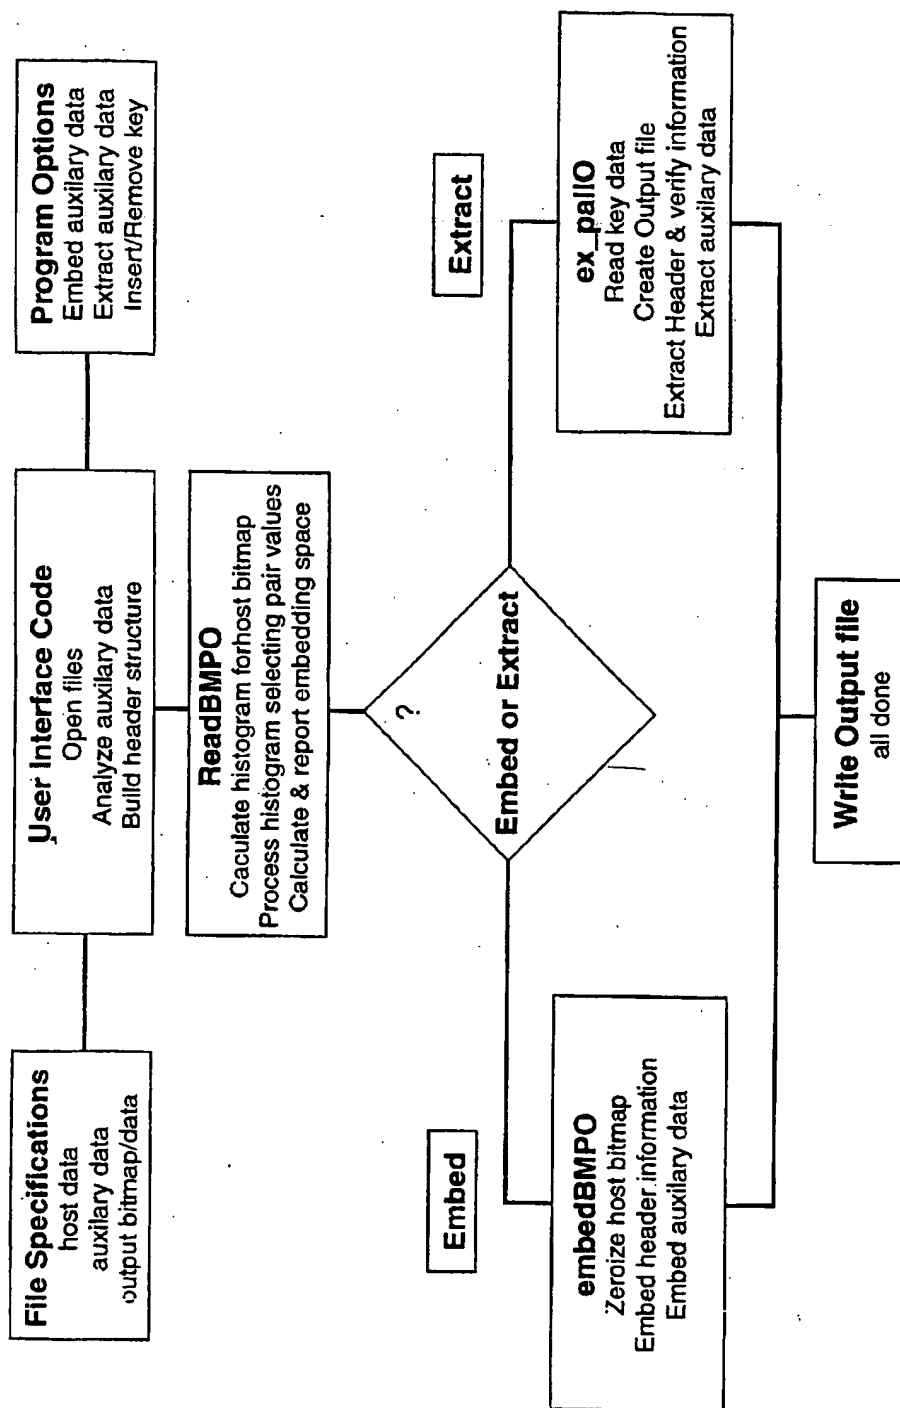 File Specifications
host data
auxilary data
output bitmap/data
User Interface Code
Open files
Analyze auxilary data
Build header structure
Program Options
Embed auxilary data
Extract auxilary data
Insert/Remove key
ReadBMPO
Caculate histogram forhost bitmap
Process histogram selecting pair values
Calculate & report embedding space
?
Embed or Extract
Embed
Extract
embedBMPO
Zeroize host bitmap
Embed header information
Embed auxilary data
ex_pallO
Read key data
Create Output file
Extract Header & verify information
Extract auxilary data
Write Output file
all done